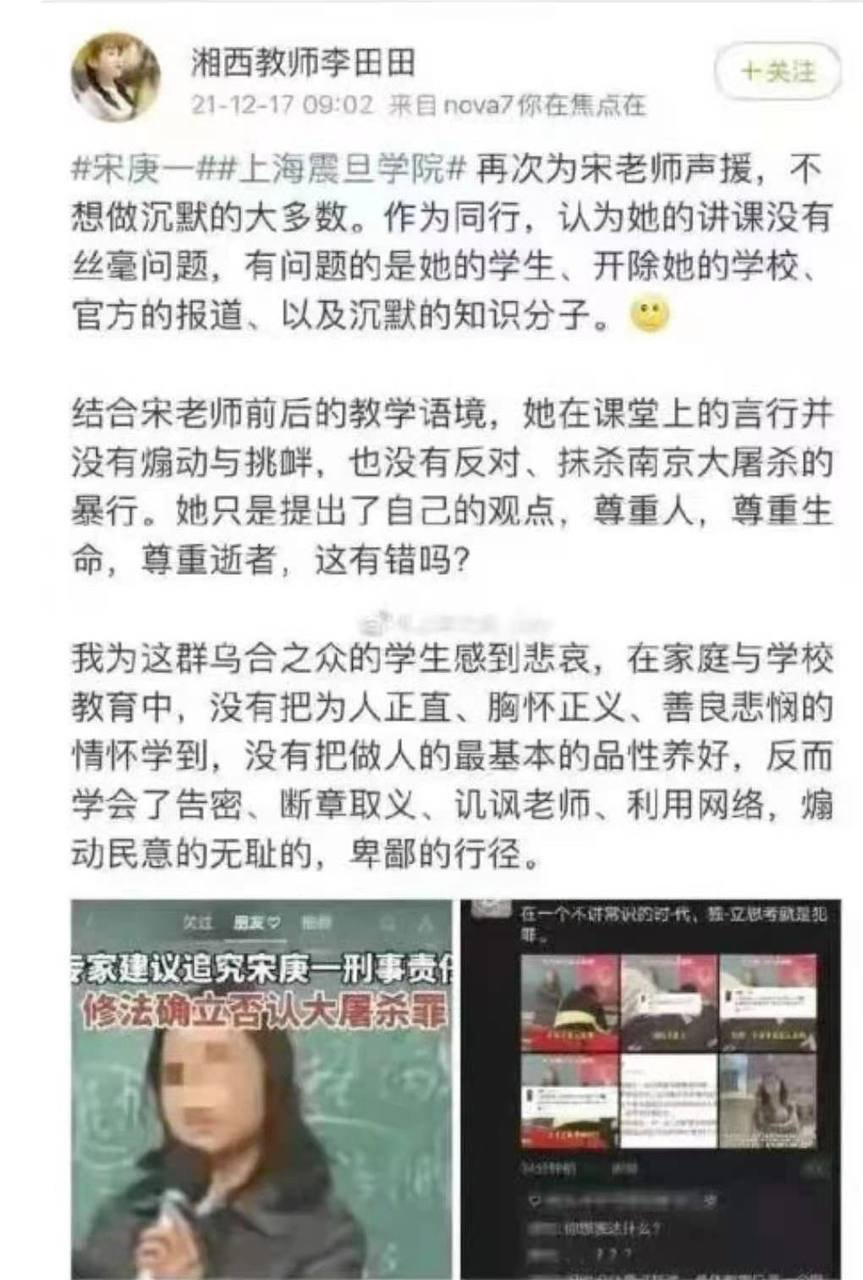 湘西教师李田田
+关注
21-12-17 09:02 来自 nova7你在焦点在
#宋庚一##上海震旦学院# 再次为宋老师声援，不
想做沉默的大多数。作为同行，认为她的讲课没有
丝毫问题，有问题的是她的学生、开除她的学校、
官方的报道、以及沉默的知识分子。
结合宋老师前后的教学语境，她在课堂上的言行并
没有煽动与挑衅，也没有反对、抹杀南京大屠杀的
暴行。她只是提出了自己的观点，尊重人，尊重生
命，尊重逝者，这有错吗？
我为这群乌合之众的学生感到悲哀，在家庭与学校
教育中，没有把为人正直、胸怀正义、善良悲悯的
情怀学到，没有把做人的最基本的品性养好，反而
学会了告密、断章取义、讥讽老师、利用网络，煽
动民意的无耻的，卑鄙的行径。
关注 朋友♡
专家建议追究宋庚一刑事责任
修法确立否认大屠杀罪
在一个不讲常识的时-代，独-立思考就是犯
罪。
34分钟前
你想表达什么？
？？？